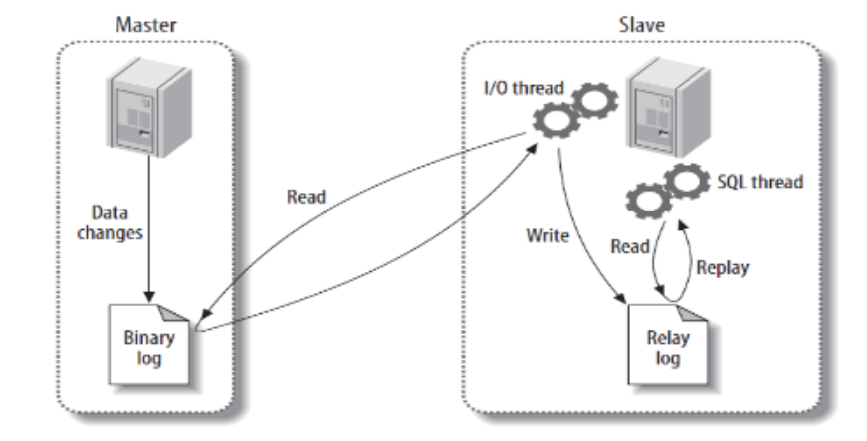 Master
Slave
I/O thread
SQL thread
Read
Data
changes
Write
Read
Replay
Binary
log
Relay
log